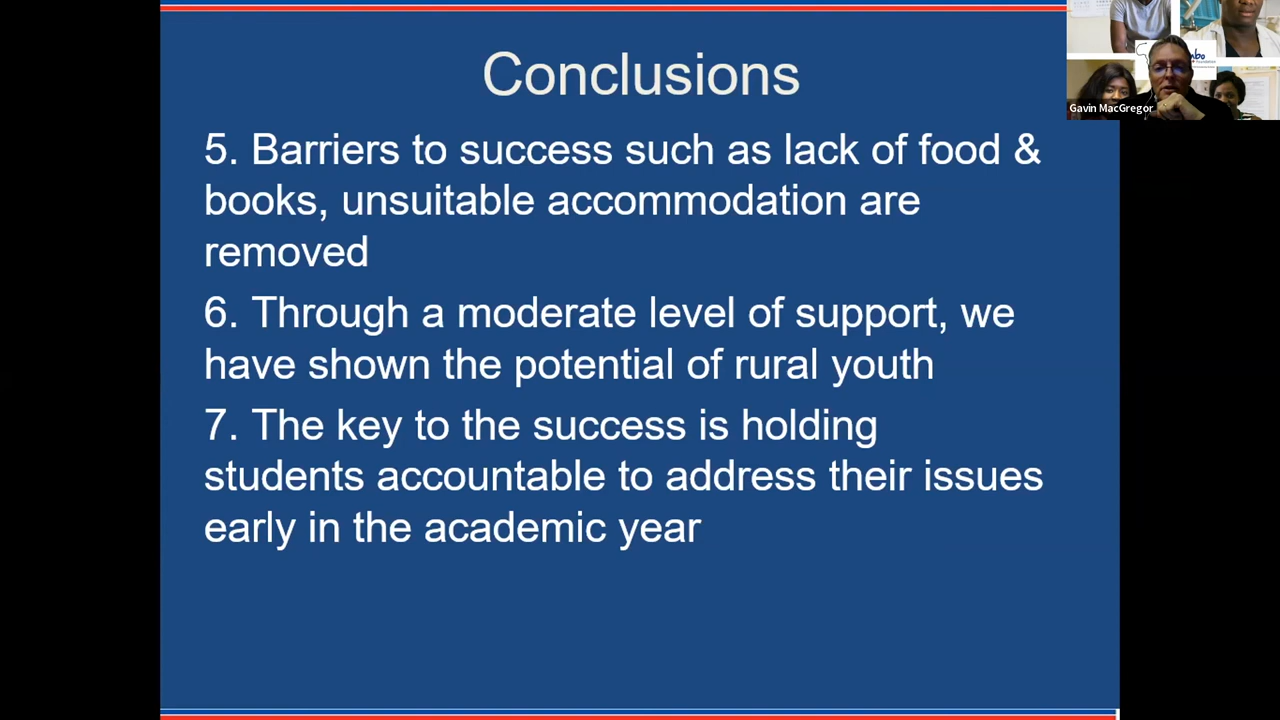 Conclusions
5. Barriers to success such as lack of food &
books, unsuitable accommodation are
removed
6. Through a moderate level of support, we
have shown the potential of rural youth
7. The key to the success is holding
students accountable to address their issues
early in the academic year
Gavin MacGregor